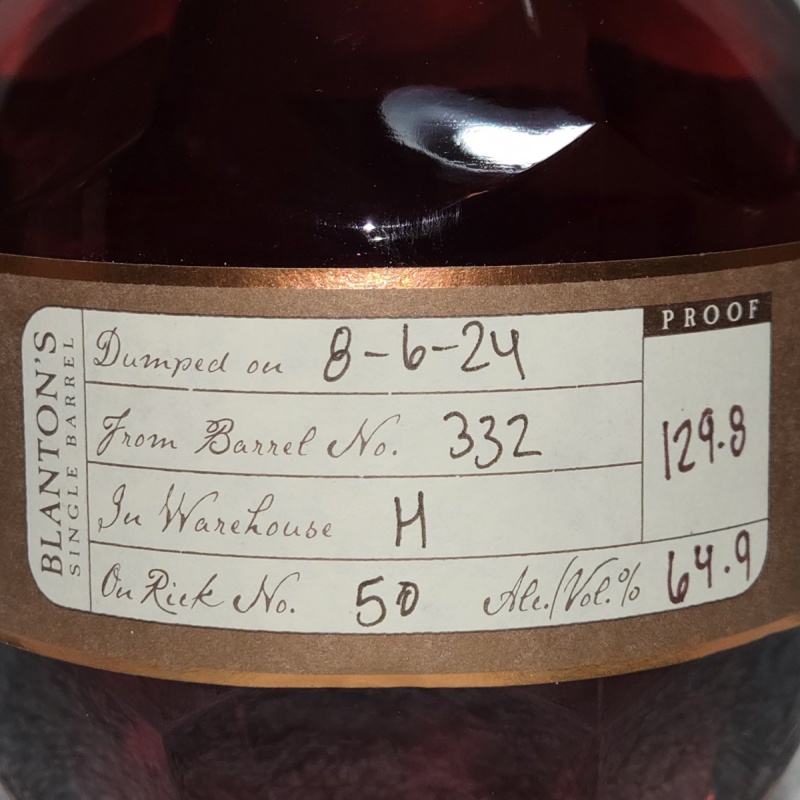 BLANTON'S
SINGLE BARREL
Dumped on 8-6-24
From Barrel No. 332
In Warehouse H
On Rick No. 50
PROOF
129.8
Alc./Vol.% 64.9